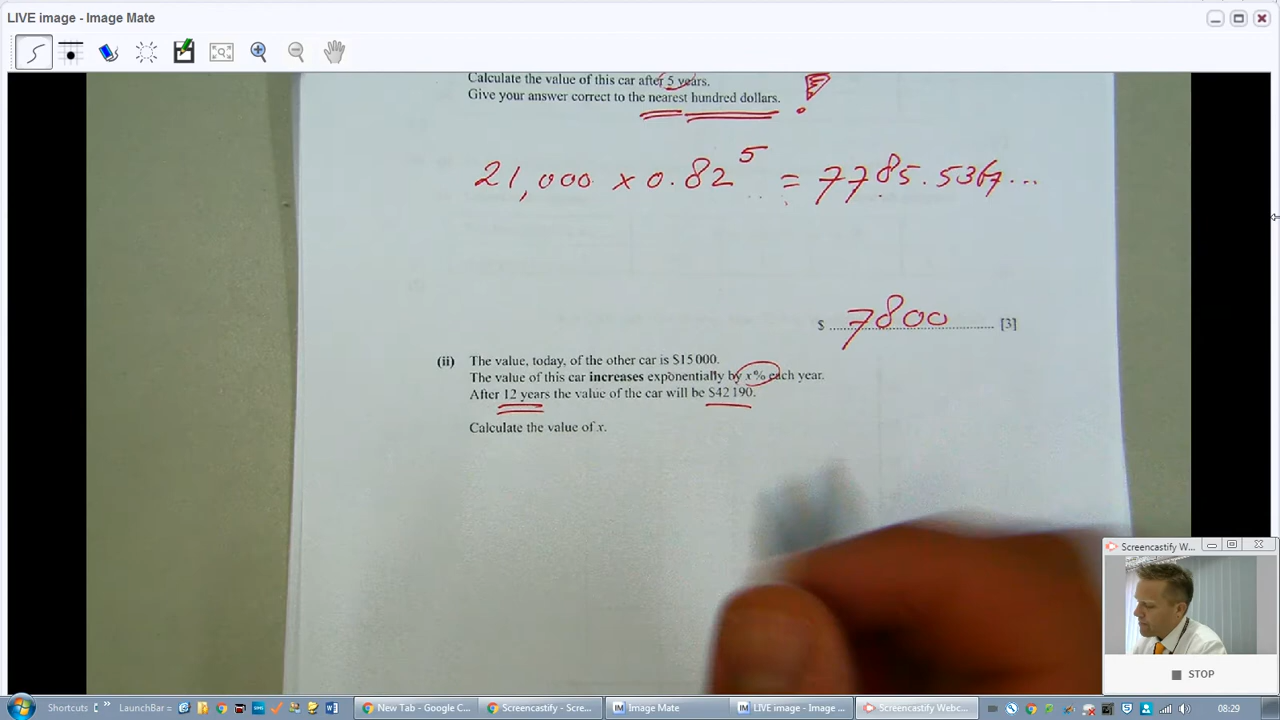 LIVE image - Image Mate
Calculate the value of this car after 5 years.
Give your answer correct to the nearest hundred dollars. !
21,000 x 0.82^5 = 7785.5367...
$ 7800 [3]
(ii) The value, today, of the other car is $15 000.
The value of this car increases exponentially by x% each year.
After 12 years the value of the car will be $42 190.
Calculate the value of x.
Screencastify W...
STOP
Shortcuts » LaunchBar » New Tab - Google C... Screencastify - Scre... Image Mate LIVE image - Image ... Screencastify Webc... 08:29